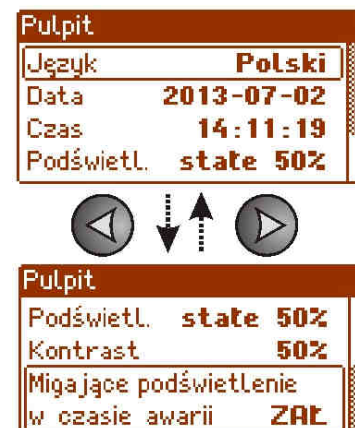 Pulpit
Język Polski
Data 2013-07-02
Czas 14:11:19
Podświetl. stałe 50%
Pulpit
Podświetl. stałe 50%
Kontrast 50%
Migające podświetlenie
w czasie awarii ZAŁ